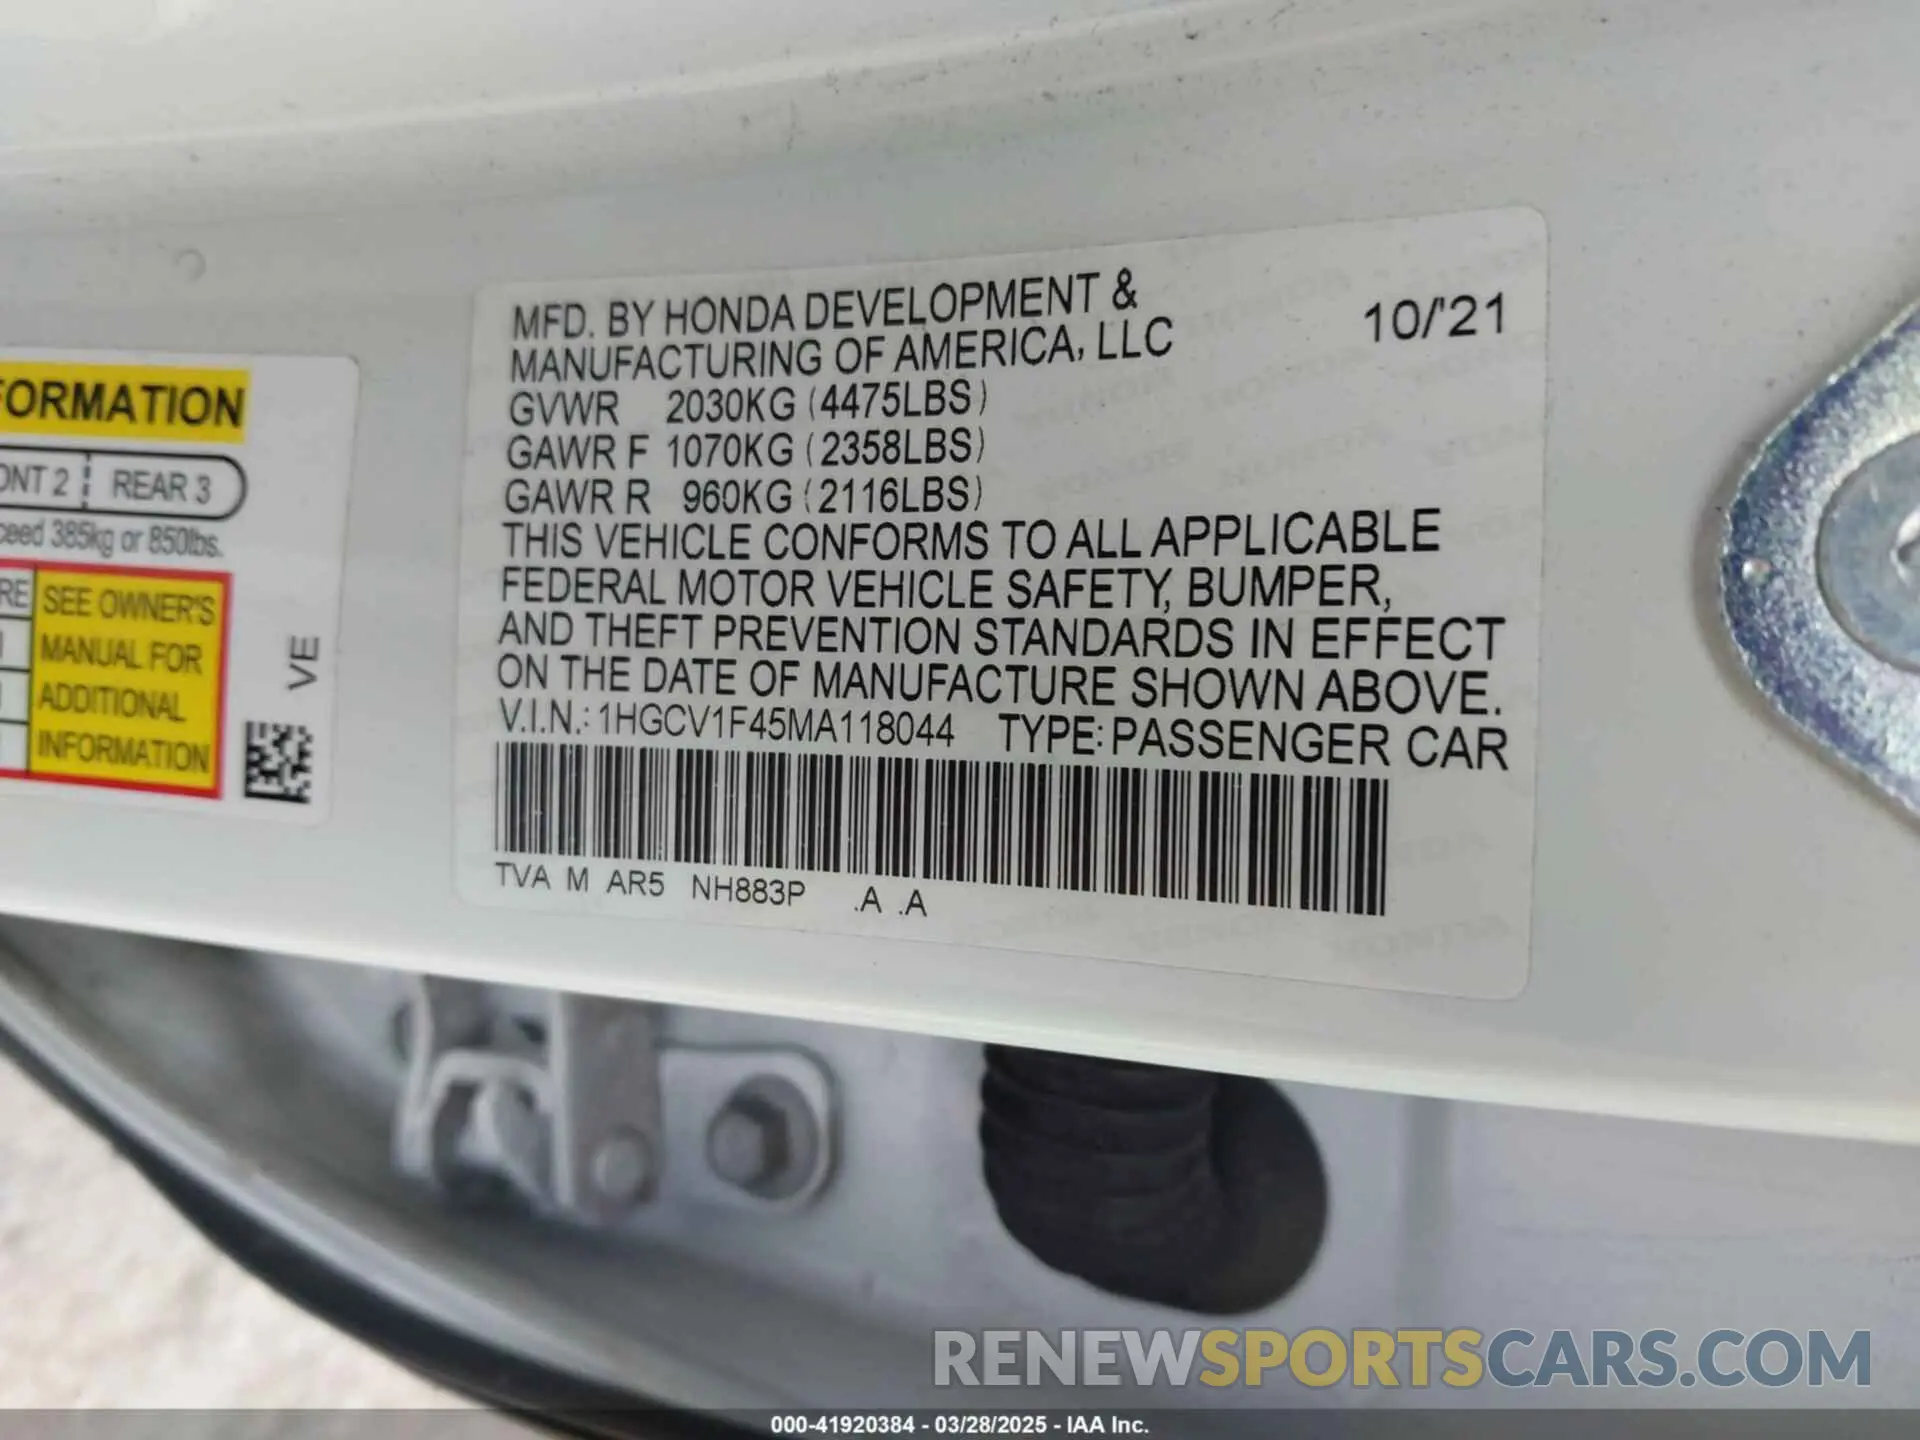 FORMATION
ONT 2 REAR 3
ceed 385kg or 850lbs.
RE
SEE OWNER'S
MANUAL FOR
ADDITIONAL
INFORMATION
VE
MFD. BY HONDA DEVELOPMENT &
MANUFACTURING OF AMERICA, LLC
10/'21
GVWR 2030KG (4475LBS)
GAWR F 1070KG (2358LBS)
GAWR R 960KG (2116LBS)
THIS VEHICLE CONFORMS TO ALL APPLICABLE
FEDERAL MOTOR VEHICLE SAFETY, BUMPER,
AND THEFT PREVENTION STANDARDS IN EFFECT
ON THE DATE OF MANUFACTURE SHOWN ABOVE.
V.I.N.: 1HGCV1F45MA118044 TYPE: PASSENGER CAR
TVA M AR5 NH883P .A .A
RENEWSPORTSCARS.COM
000-41920384 - 03/28/2025 - IAA Inc.